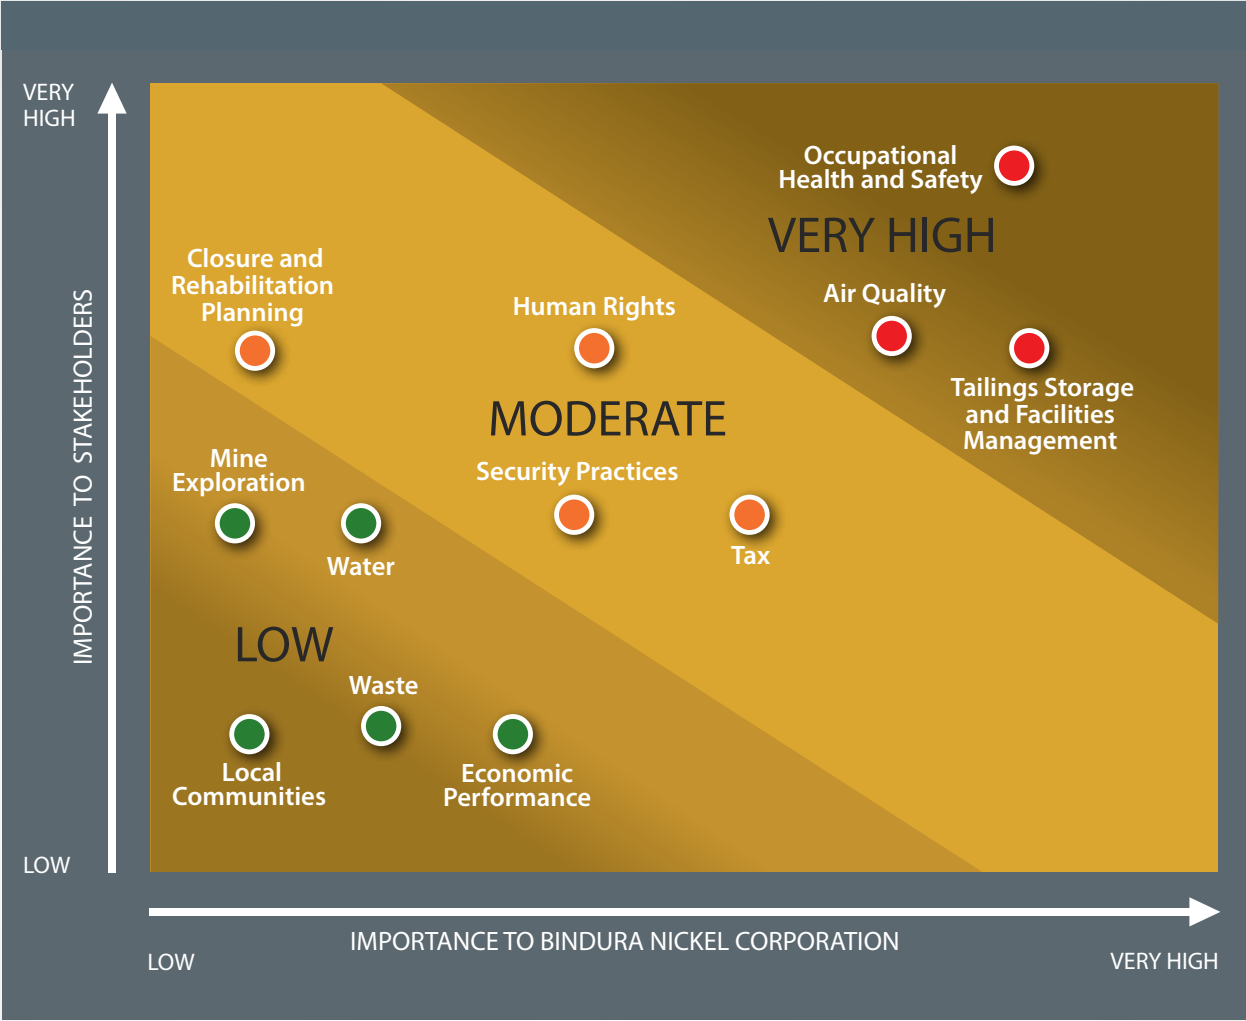 VERY
HIGH
Occupational
Health and Safety
VERY HIGH
Closure and
Rehabilitation
Planning
Human Rights
Air Quality
Tailings Storage
and Facilities
Management
MODERATE
IMPORTANCE TO STAKEHOLDERS
Mine
Exploration
Security Practices
Water
Tax
LOW
Waste
Local
Communities
Economic
Performance
LOW
IMPORTANCE TO BINDURA NICKEL CORPORATION
LOW
VERY HIGH